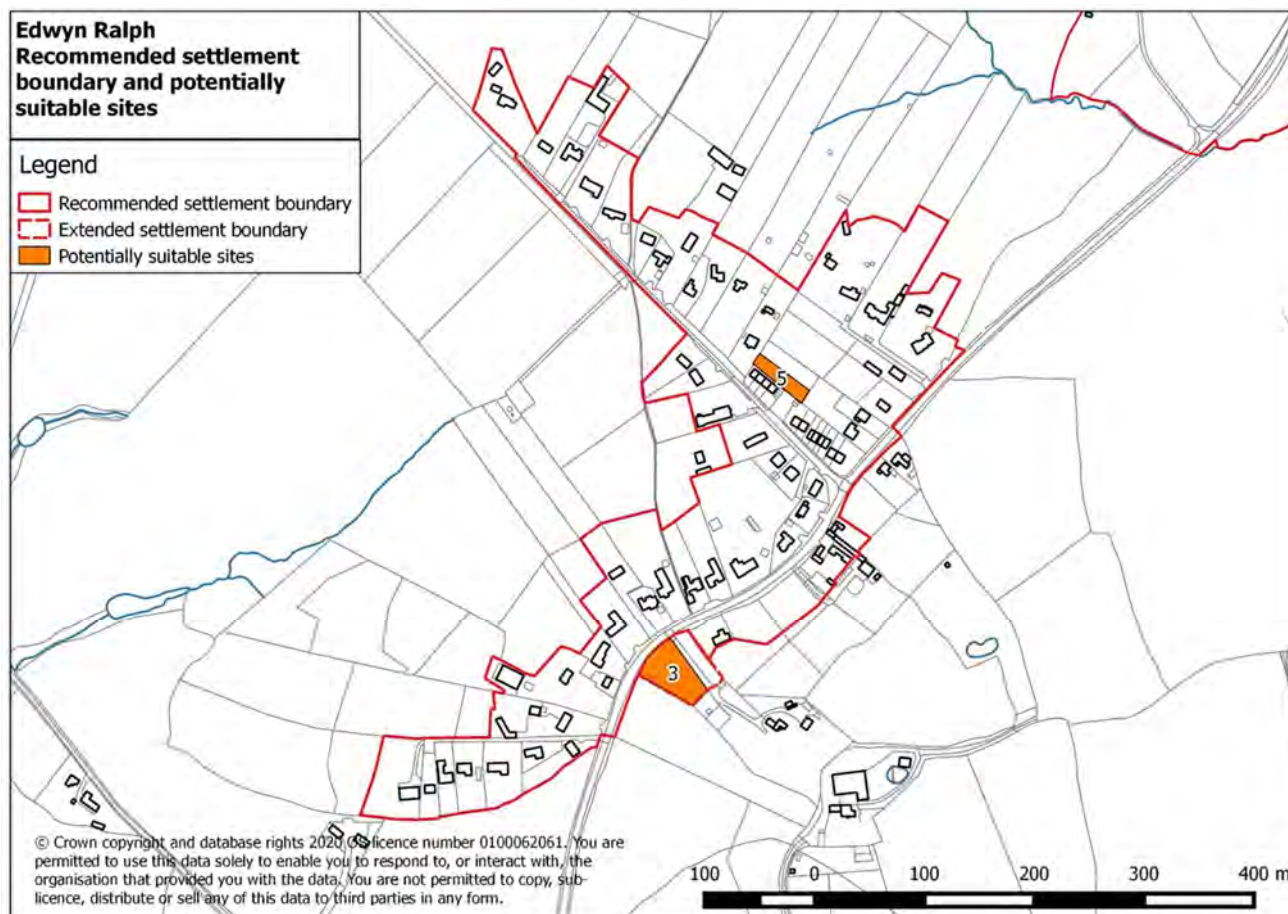 Edwyn Ralph
Recommended settlement
boundary and potentially
suitable sites
Legend
Recommended settlement boundary
Extended settlement boundary
Potentially suitable sites
5
3
© Crown copyright and database rights 2020 OS licence number 0100062061. You are
permitted to use this data solely to enable you to respond to, or interact with, the
organisation that provided you with the data. You are not permitted to copy, sub-
licence, distribute or sell any of this data to third parties in any form.
100 0 100 200 300 400 m